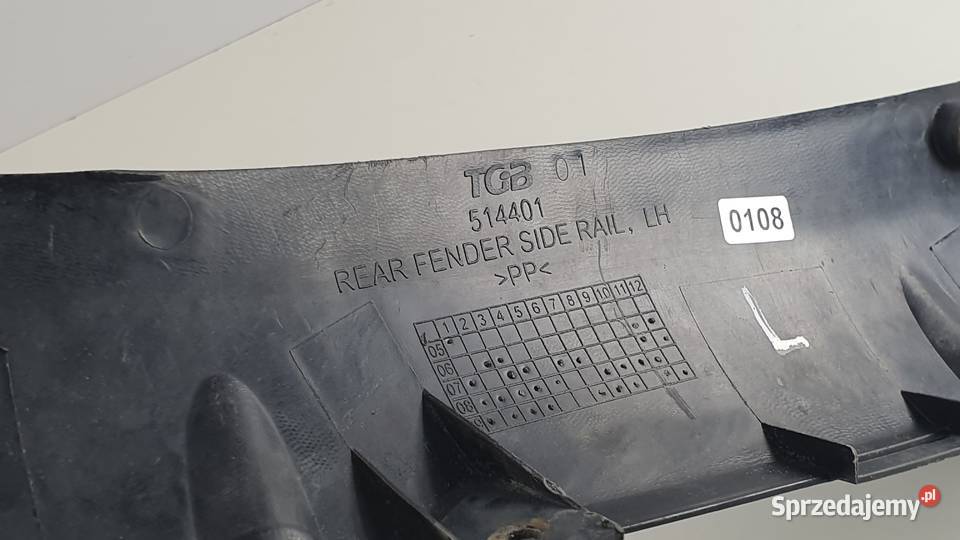 TGB 01
514401
REAR FENDER SIDE RAIL, LH
>PP<
0108
1 2 3 4 5 6 7 8 9 10 11 12
05
06
07
08
L
Sprzedajemy.pl